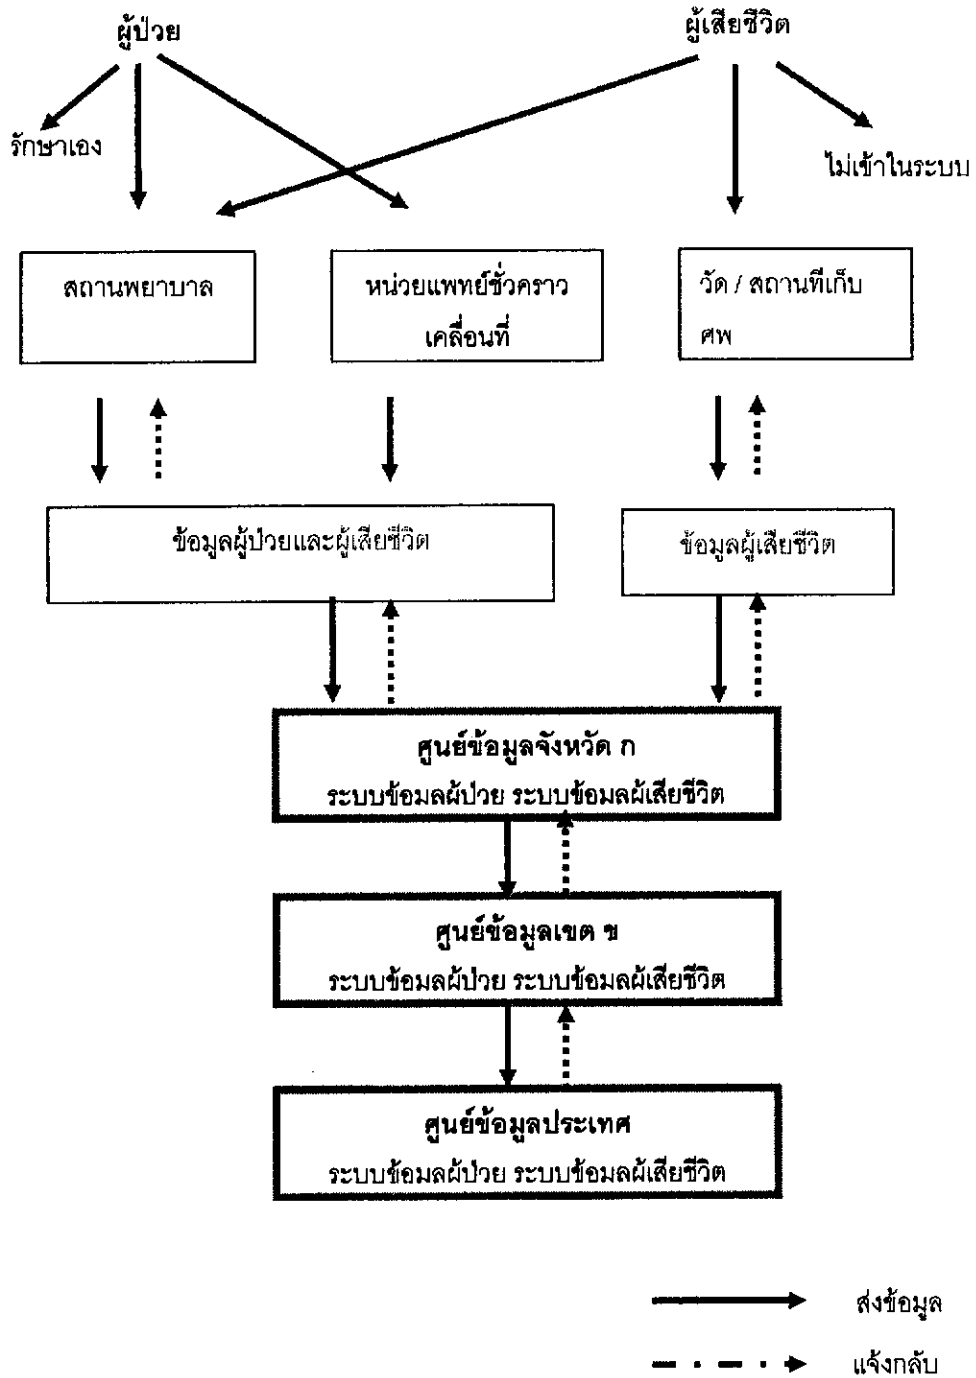 ผู้ป่วย
ผู้เสียชีวิต
รักษาเอง
ไม่เข้าในระบบ
สถานพยาบาล
หน่วยแพทย์ชั่วคราว
เคลื่อนที่
วัด / สถานที่เก็บ
ศพ
ข้อมูลผู้ป่วยและผู้เสียชีวิต
ข้อมูลผู้เสียชีวิต
ศูนย์ข้อมูลจังหวัด ก
ระบบข้อมูลผู้ป่วย ระบบข้อมูลผู้เสียชีวิต
ศูนย์ข้อมูลเขต ข
ระบบข้อมูลผู้ป่วย ระบบข้อมูลผู้เสียชีวิต
ศูนย์ข้อมูลประเทศ
ระบบข้อมูลผู้ป่วย ระบบข้อมูลผู้เสียชีวิต
ส่งข้อมูล
แจ้งกลับ